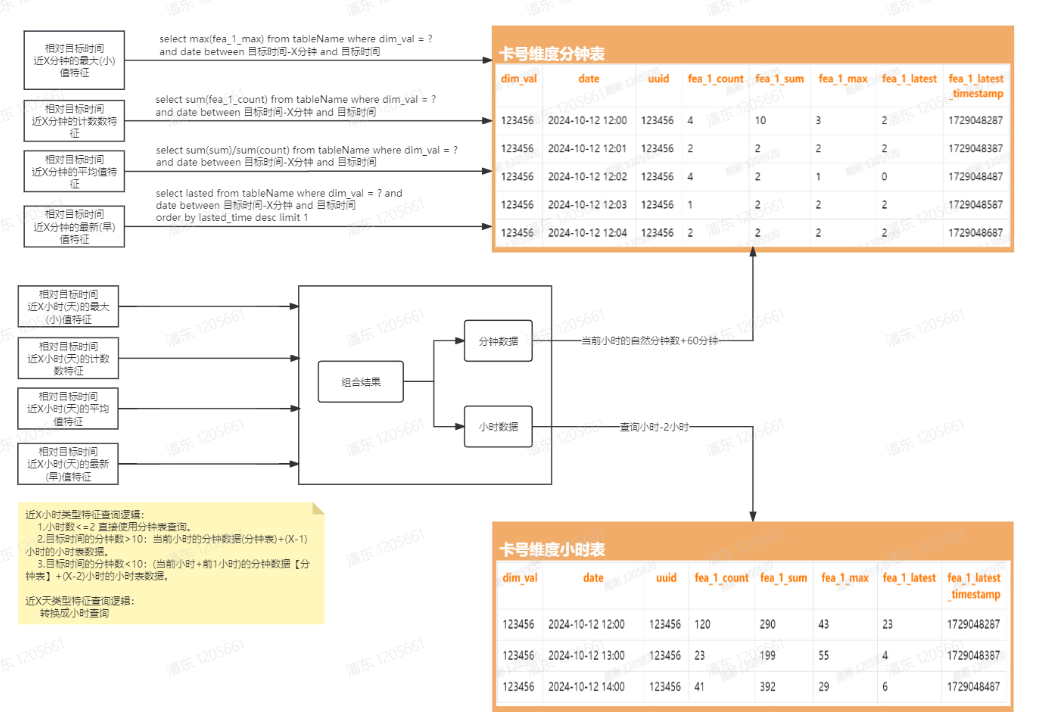 相对目标时间
近X分钟的最大(小)
值特征
select max(fea_1_max) from tableName where dim_val = ?
and date between 目标时间-X分钟 and 目标时间
相对目标时间
近X分钟的计数数特
征
select sum(fea_1_count) from tableName where dim_val = ?
and date between 目标时间-X分钟 and 目标时间
相对目标时间
近X分钟的平均值特
征
select sum(sum)/sum(count) from tableName where dim_val = ?
and date between 目标时间-X分钟 and 目标时间
相对目标时间
近X分钟的最新(早)
值特征
select lasted from tableName where dim_val = ? and
date between 目标时间-X分钟 and 目标时间
order by lasted_time desc limit 1
卡号维度分钟表
dim_val date uuid fea_1_count fea_1_sum fea_1_max fea_1_latest fea_1_latest
_timestamp
123456 2024-10-12 12:00 123456 4 10 3 2 1729048287
123456 2024-10-12 12:01 123456 2 2 2 2 1729048387
123456 2024-10-12 12:02 123456 4 2 1 0 1729048487
123456 2024-10-12 12:03 123456 1 2 2 2 1729048587
123456 2024-10-12 12:04 123456 2 2 2 2 1729048687
相对目标时间
近X小时(天)的最大
(小)值特征
相对目标时间
近X小时(天)的计数
数特征
相对目标时间
近X小时(天)的平均
值特征
相对目标时间
近X小时(天)的最新
(早)值特征
组合结果
分钟数据
小时数据
当前小时的自然分钟数+60分钟
查询小时-2小时
近X小时类型特征查询逻辑：
1.小时数<=2 直接使用分钟表查询。
2.目标时间的分钟数>10：当前小时的分钟数据(分钟表)+(X-1)
小时的小时表数据。
3.目标时间的分钟数<10：(当前小时+前1小时)的分钟数据【分
钟表】+(X-2)小时的小时表数据。
近X天类型特征查询逻辑：
转换成小时查询
卡号维度小时表
dim_val date uuid fea_1_count fea_1_sum fea_1_max fea_1_latest fea_1_latest
_timestamp
123456 2024-10-12 12:00 123456 120 290 43 23 1729048287
123456 2024-10-12 13:00 123456 23 199 55 4 1729048387
123456 2024-10-12 14:00 123456 41 392 29 6 1729048487